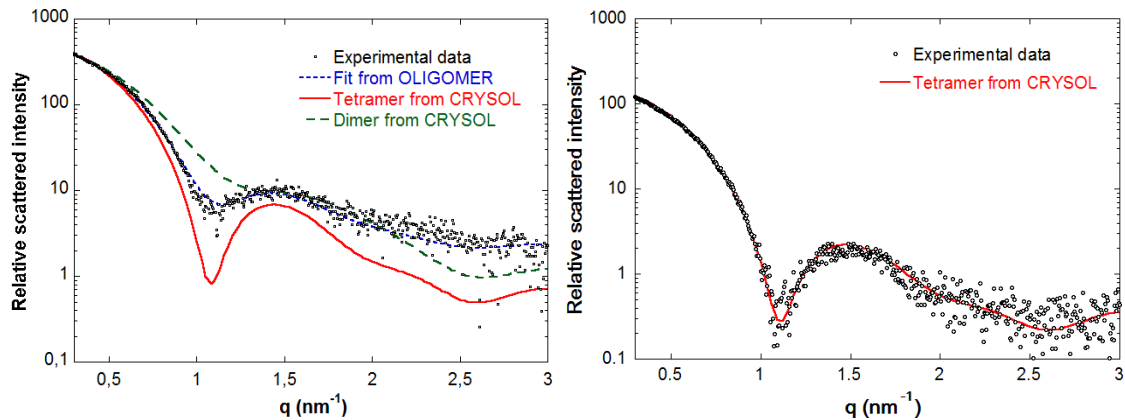 1000
100
10
1
0,1
Relative scattered intensity
Experimental data
Fit from OLIGOMER
Tetramer from CRYSOL
Dimer from CRYSOL
0,5
1
1,5
2
2,5
3
q (nm⁻¹)
1000
100
10
1
0.1
Relative scattered intensity
Experimental data
Tetramer from CRYSOL
0.5
1
1.5
2
2.5
3
q (nm⁻¹)